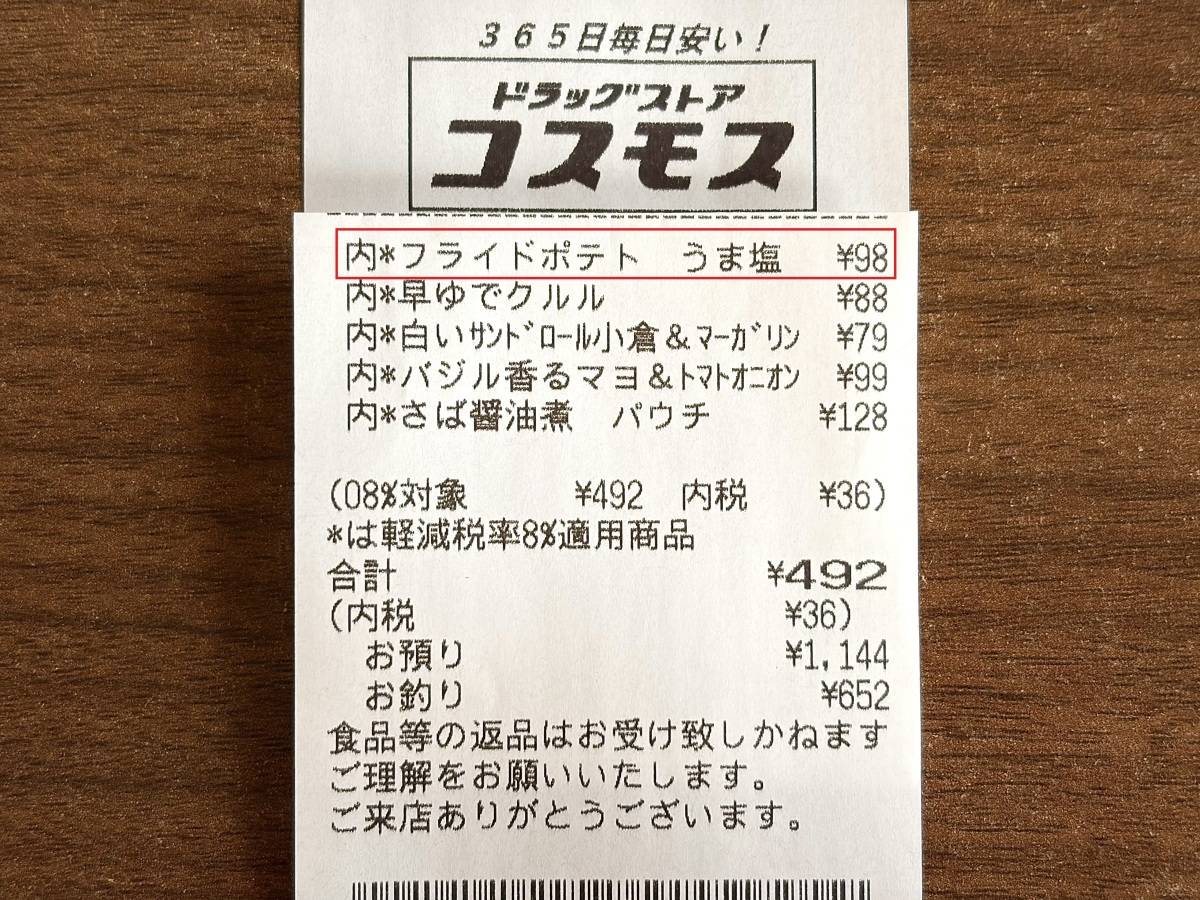 365日毎日安い!
ドラッグストア
コスモス
内*フライドポテト　うま塩　¥98
内*早ゆでクルル　¥88
内*白いｻﾝﾄﾞﾛｰﾙ小倉&ﾏｰｶﾞﾘﾝ　¥79
内*バジル香るマヨ&ﾄﾏﾄｵﾆｵﾝ　¥99
内*さば醤油煮　パウチ　¥128
(08%対象　¥492　内税　¥36)
*は軽減税率8%適用商品
合計　¥492
(内税　¥36)
お預り　¥1,144
お釣り　¥652
食品等の返品はお受け致しかねます
ご理解をお願いいたします。
ご来店ありがとうございます。